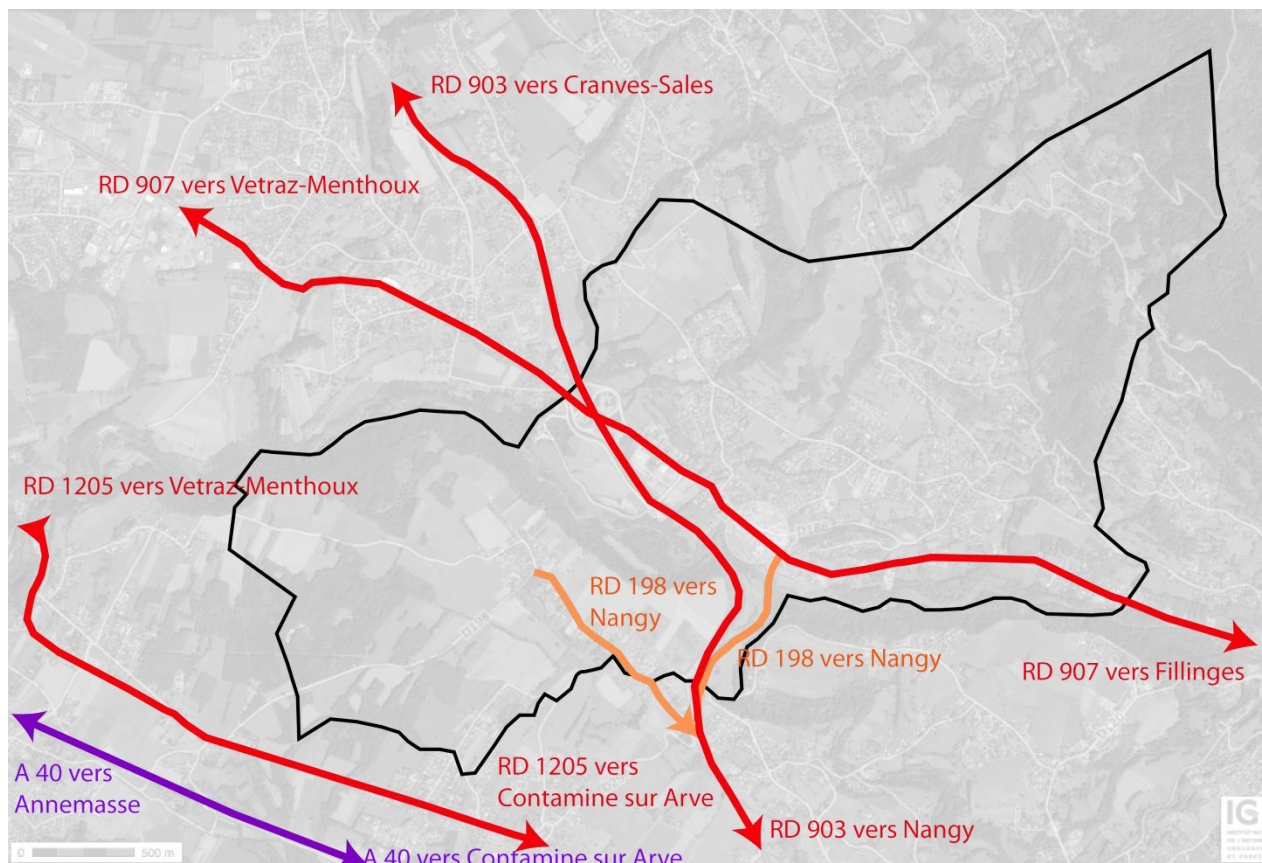 RD 903 vers Cranves-Sales
RD 907 vers Vetraz-Menthoux
RD 1205 vers Vetraz-Menthoux
RD 198 vers
Nangy
RD 198 vers Nangy
RD 907 vers Fillinges
A 40 vers
Annemasse
RD 1205 vers
Contamine sur Arve
RD 903 vers Nangy
A 40 vers Contamine sur Arve
0 500 m
IG